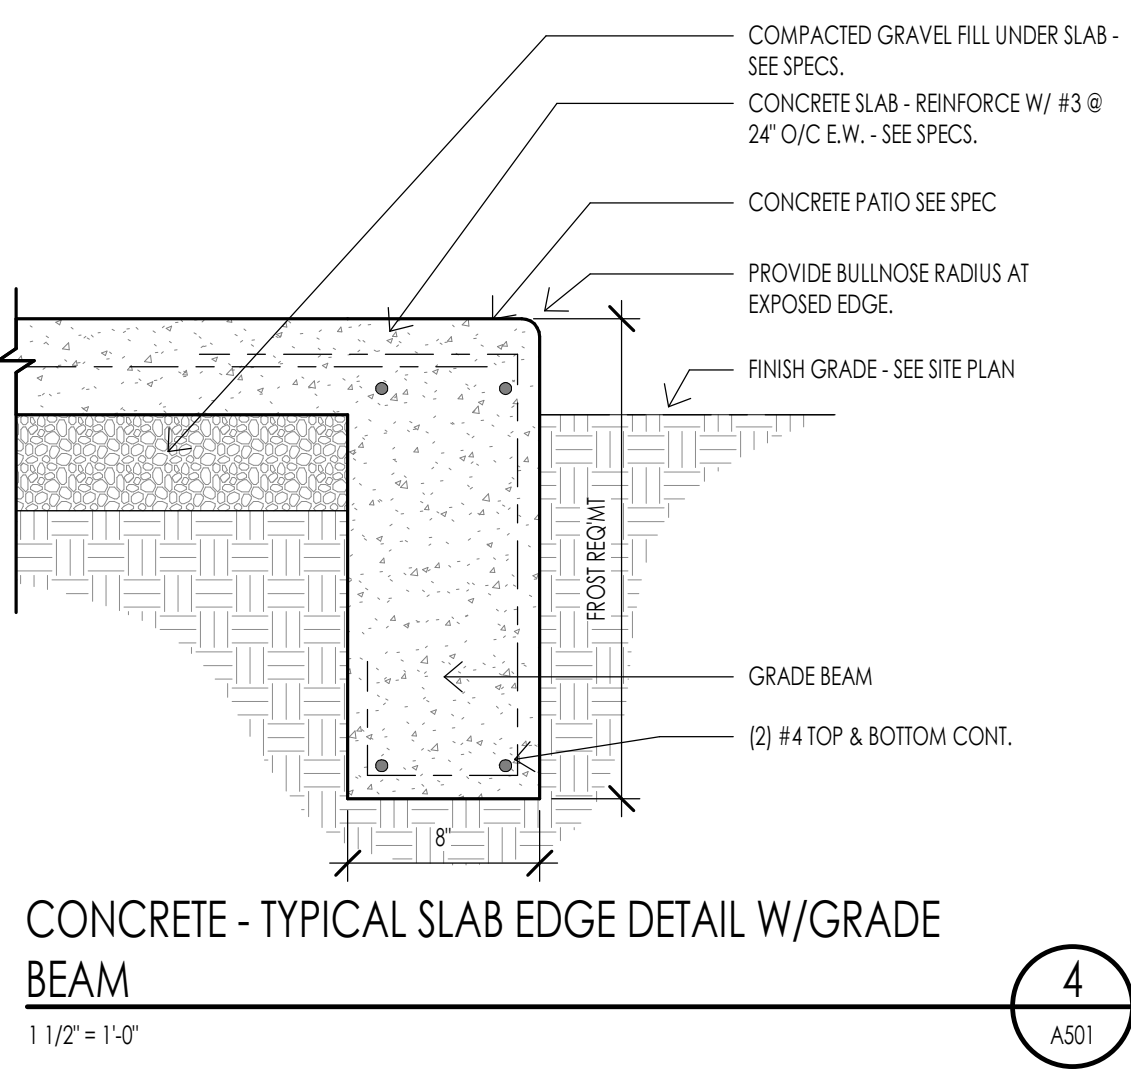 COMPACTED GRAVEL FILL UNDER SLAB -
SEE SPECS.
CONCRETE SLAB - REINFORCE W/ #3 @
24" O/C E.W. - SEE SPECS.
CONCRETE PATIO SEE SPEC
PROVIDE BULLNOSE RADIUS AT
EXPOSED EDGE.
FINISH GRADE - SEE SITE PLAN
FROST REQ'MT
GRADE BEAM
(2) #4 TOP & BOTTOM CONT.
8"
CONCRETE - TYPICAL SLAB EDGE DETAIL W/GRADE
BEAM
4
1 1/2" = 1'-0"
A501